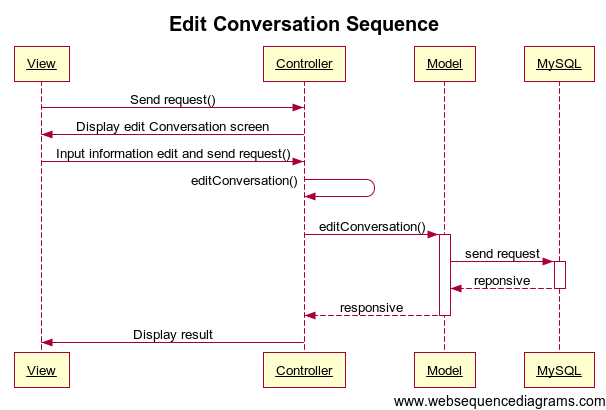 Edit Conversation Sequence
View Controller Model MySQL
Send request()
Display edit Conversation screen
Input information edit and send request()
editConversation()
editConversation()
send request
reponsive
responsive
Display result
View Controller Model MySQL
www.websequencediagrams.com